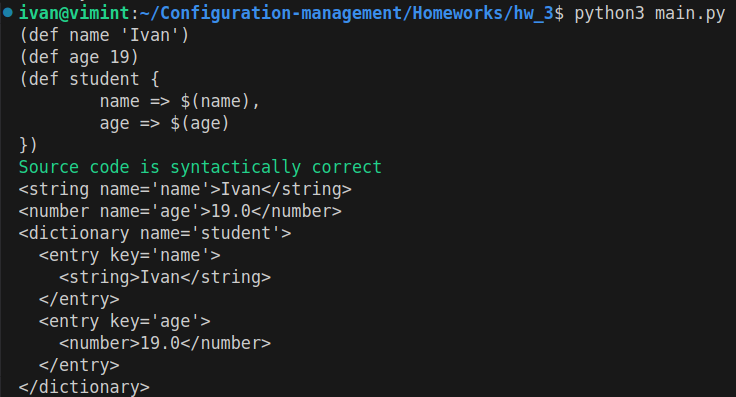 ivan@vimint:~/Configuration-management/Homeworks/hw_3$ python3 main.py
(def name 'Ivan')
(def age 19)
(def student {
        name => $(name),
        age => $(age)
})
Source code is syntactically correct
<string name='name'>Ivan</string>
<number name='age'>19.0</number>
<dictionary name='student'>
  <entry key='name'>
    <string>Ivan</string>
  </entry>
  <entry key='age'>
    <number>19.0</number>
  </entry>
</dictionary>